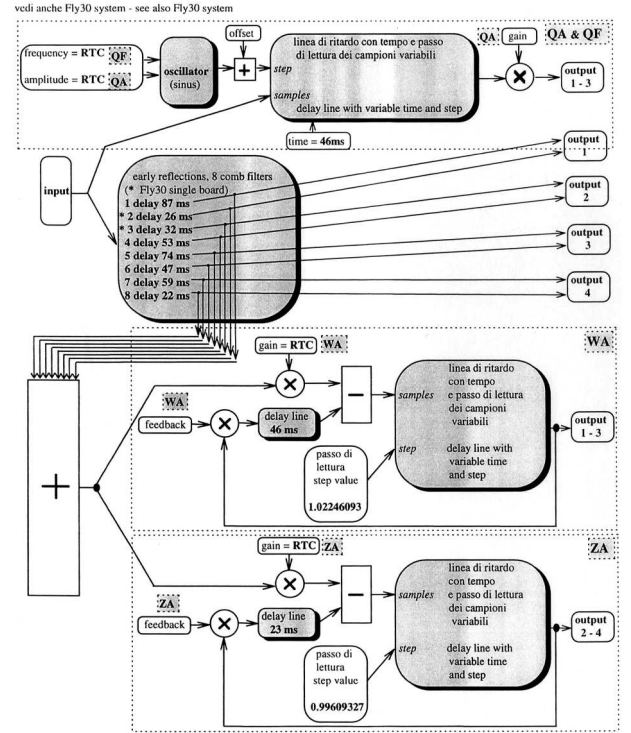 vedi anche Fly30 system - see also Fly30 system
frequency = RTC QF
amplitude = RTC QA
oscillator
(sinus)
offset
+
step
samples
linea di ritardo con tempo e passo
di lettura dei campioni variabili
delay line with variable time and step
time = 46ms
QA gain
×
QA & QF
output
1 - 3
input
early reflections, 8 comb filters
(* Fly30 single board)
1 delay 87 ms
* 2 delay 26 ms
* 3 delay 32 ms
4 delay 53 ms
5 delay 74 ms
6 delay 47 ms
7 delay 59 ms
8 delay 22 ms
output
1
output
2
output
3
output
4
+
WA
gain = RTC WA
×
WA
feedback
×
delay line
46 ms
−
samples
step
linea di ritardo
con tempo
e passo di lettura
dei campioni
variabili
delay line with
variable time
and step
passo di
lettura
step value
1.02246093
output
1 - 3
ZA
gain = RTC ZA
×
ZA
feedback
×
delay line
23 ms
−
samples
step
linea di ritardo
con tempo
e passo di lettura
dei campioni
variabili
delay line with
variable time
and step
passo di
lettura
step value
0.99609327
output
2 - 4